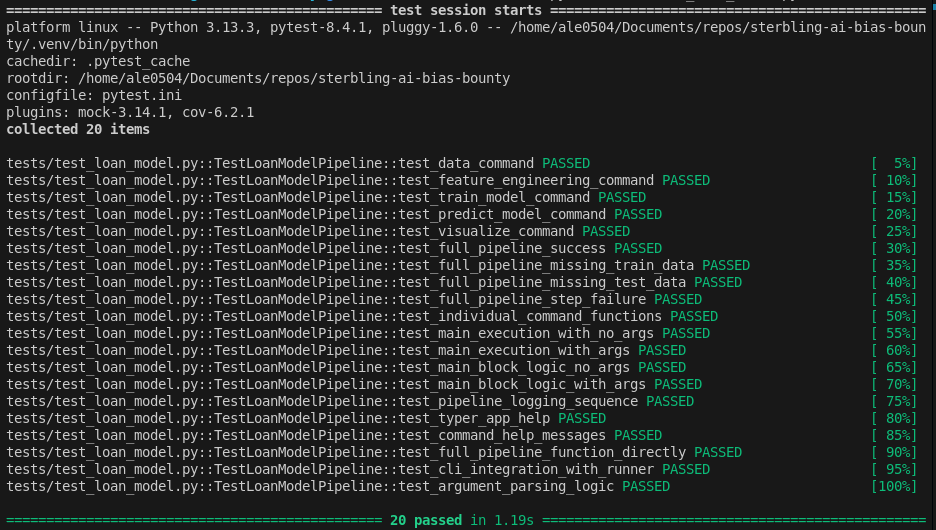 ============================================== test session starts ===============================================
platform linux -- Python 3.13.3, pytest-8.4.1, pluggy-1.6.0 -- /home/ale0504/Documents/repos/sterbling-ai-bias-boun
ty/.venv/bin/python
cachedir: .pytest_cache
rootdir: /home/ale0504/Documents/repos/sterbling-ai-bias-bounty
configfile: pytest.ini
plugins: mock-3.14.1, cov-6.2.1
collected 20 items
tests/test_loan_model.py::TestLoanModelPipeline::test_data_command PASSED [  5%]
tests/test_loan_model.py::TestLoanModelPipeline::test_feature_engineering_command PASSED [ 10%]
tests/test_loan_model.py::TestLoanModelPipeline::test_train_model_command PASSED [ 15%]
tests/test_loan_model.py::TestLoanModelPipeline::test_predict_model_command PASSED [ 20%]
tests/test_loan_model.py::TestLoanModelPipeline::test_visualize_command PASSED [ 25%]
tests/test_loan_model.py::TestLoanModelPipeline::test_full_pipeline_success PASSED [ 30%]
tests/test_loan_model.py::TestLoanModelPipeline::test_full_pipeline_missing_train_data PASSED [ 35%]
tests/test_loan_model.py::TestLoanModelPipeline::test_full_pipeline_missing_test_data PASSED [ 40%]
tests/test_loan_model.py::TestLoanModelPipeline::test_full_pipeline_step_failure PASSED [ 45%]
tests/test_loan_model.py::TestLoanModelPipeline::test_individual_command_functions PASSED [ 50%]
tests/test_loan_model.py::TestLoanModelPipeline::test_main_execution_with_no_args PASSED [ 55%]
tests/test_loan_model.py::TestLoanModelPipeline::test_main_execution_with_args PASSED [ 60%]
tests/test_loan_model.py::TestLoanModelPipeline::test_main_block_logic_no_args PASSED [ 65%]
tests/test_loan_model.py::TestLoanModelPipeline::test_main_block_logic_with_args PASSED [ 70%]
tests/test_loan_model.py::TestLoanModelPipeline::test_pipeline_logging_sequence PASSED [ 75%]
tests/test_loan_model.py::TestLoanModelPipeline::test_typer_app_help PASSED [ 80%]
tests/test_loan_model.py::TestLoanModelPipeline::test_command_help_messages PASSED [ 85%]
tests/test_loan_model.py::TestLoanModelPipeline::test_full_pipeline_function_directly PASSED [ 90%]
tests/test_loan_model.py::TestLoanModelPipeline::test_cli_integration_with_runner PASSED [ 95%]
tests/test_loan_model.py::TestLoanModelPipeline::test_argument_parsing_logic PASSED [100%]
=============================================== 20 passed in 1.19s ================================================